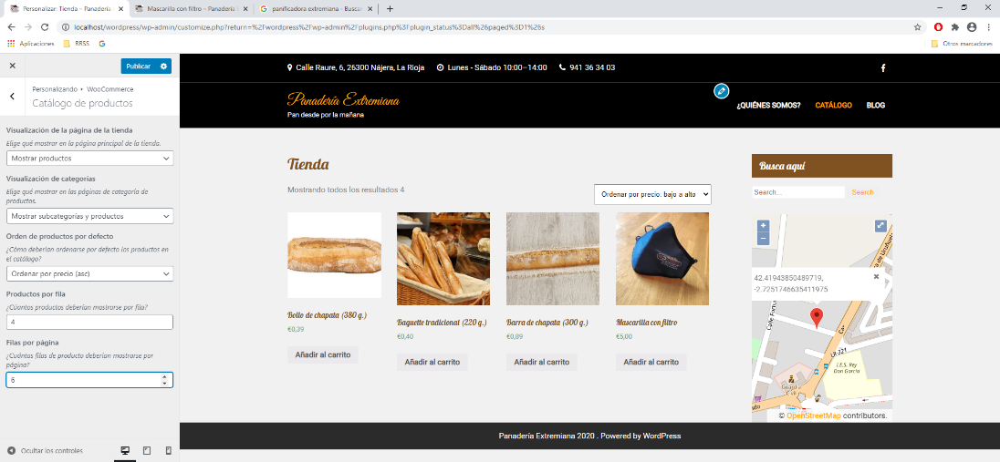 Personalizar: Tienda – Panadería
Mascarilla con filtro – Panadería
panificadora extremiana - Buscar
localhost/wordpress/wp-admin/customize.php?return=%2Fwordpress%2Fwp-admin%2Fplugins.php%3Fplugin_status%3Dall%26paged%3D1%26s
Aplicaciones
RRSS
Otros marcadores
Publicar
Personalizando • WooCommerce
Catálogo de productos
Visualización de la página de la tienda
Elige qué mostrar en la página principal de la tienda.
Mostrar productos
Visualización de categorías
Elige qué mostrar en las páginas de categoría de
productos.
Mostrar subcategorías y productos
Orden de productos por defecto
¿Cómo deberían ordenarse por defecto los productos en
el catálogo?
Ordenar por precio (asc)
Productos por fila
¿Cúantos productos deberían mostrarse por fila?
4
Filas por página
¿Cuántas filas de producto deberían mostrarse por
página?
6
Ocultar los controles
Calle Raure, 6, 26300 Nájera, La Rioja
Lunes - Sábado 10:00–14:00
941 36 34 03
Panadería Extremiana
Pan desde por la mañana
¿QUIÉNES SOMOS?
CATÁLOGO
BLOG
Tienda
Mostrando todos los resultados 4
Ordenar por precio: bajo a alto
Bollo de chapata (380 g.)
€0,39
Añadir al carrito
Baguette tradicional (220 g.)
€0,40
Añadir al carrito
Barra de chapata (300 g.)
€0,89
Añadir al carrito
Mascarilla con filtro
€5,00
Añadir al carrito
Busca aquí
Search...
Search
42.41943850489719,
-2.7251746635411975
Calle Fortu
Car
LR-321
I.E.S. Rey
Don García
Guardia
Civil
© OpenStreetMap contributors.
Panadería Extremiana 2020 . Powered by WordPress